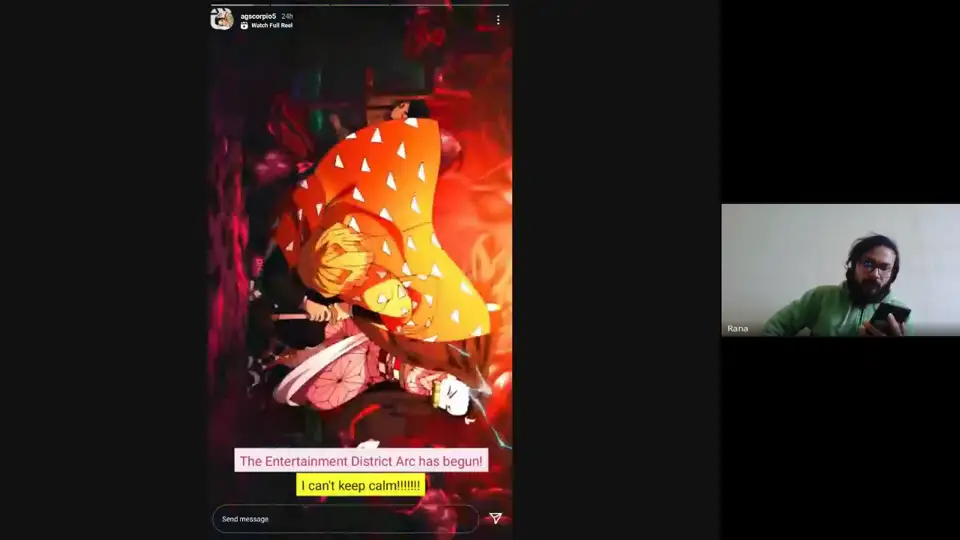 agscorpio5 24h
Watch Full Reel
The Entertainment District Arc has begun!
I can't keep calm!!!!!!!
Send message
Rana